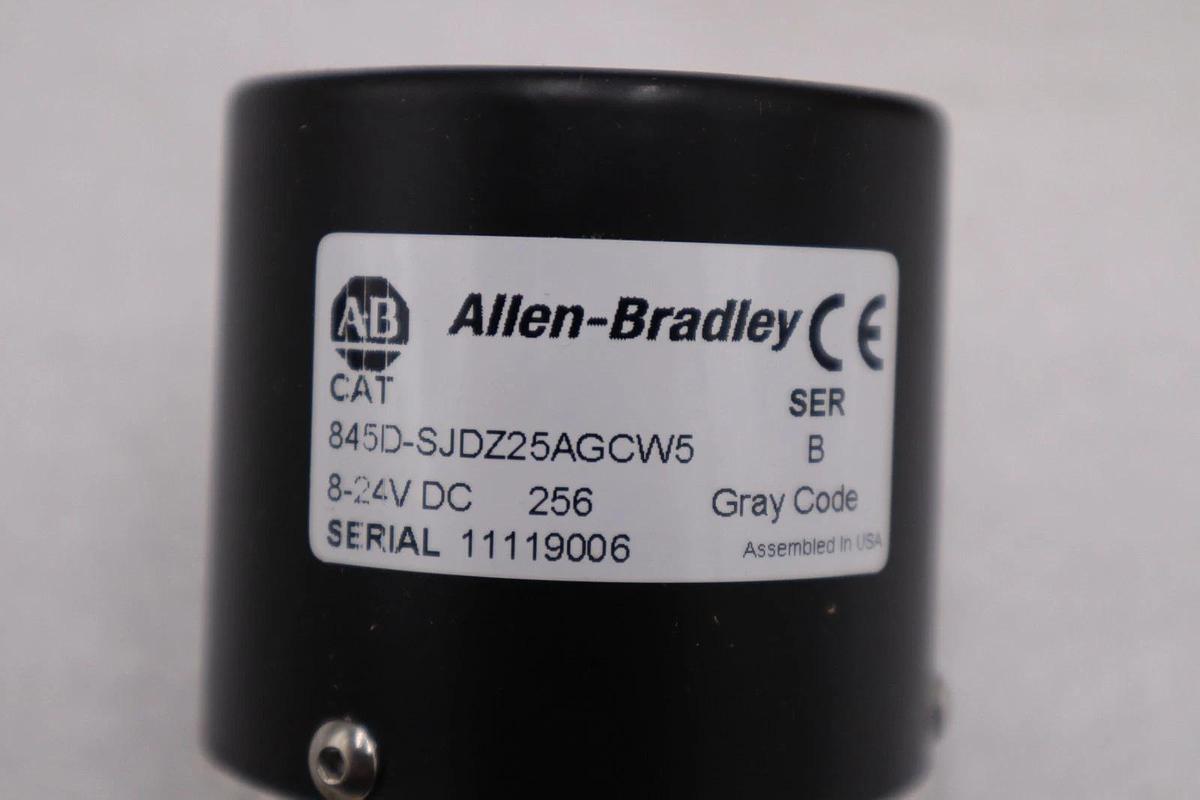 AB Allen-Bradley CE
CAT SER
845D-SJDZ25AGCW5 B
8-24V DC 256 Gray Code
SERIAL 11119006 Assembled In USA